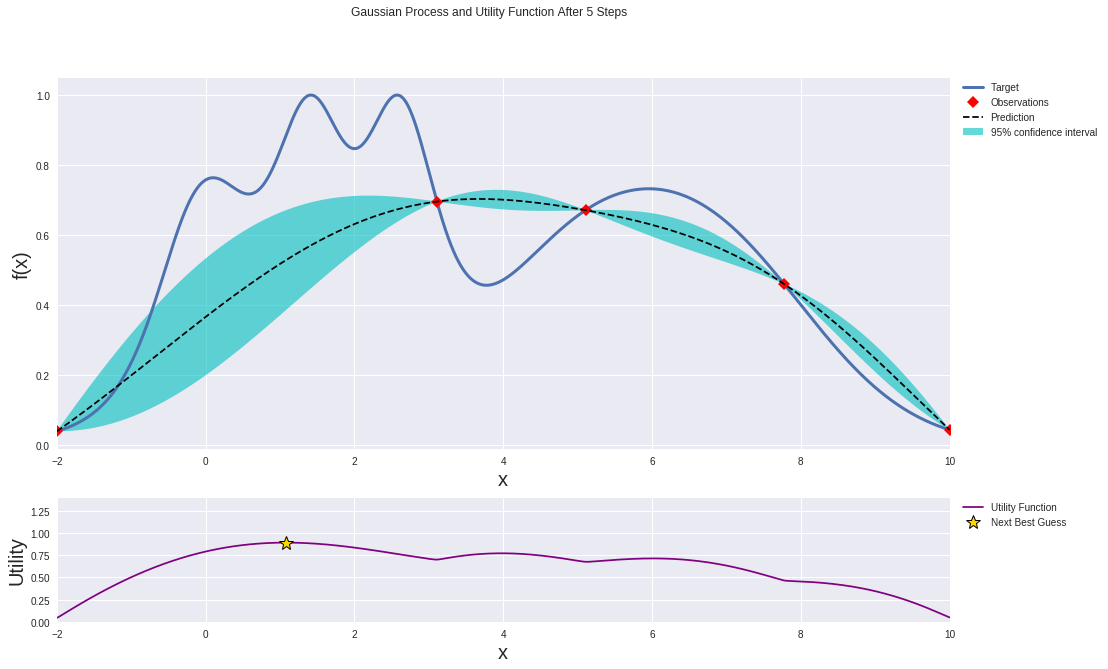 Gaussian Process and Utility Function After 5 Steps
1.0
0.8
0.6
0.4
0.2
0.0
f(x)
−2 0 2 4 6 8 10
x
Target
Observations
Prediction
95% confidence interval
1.25
1.00
0.75
0.50
0.25
0.00
Utility
−2 0 2 4 6 8 10
x
Utility Function
Next Best Guess